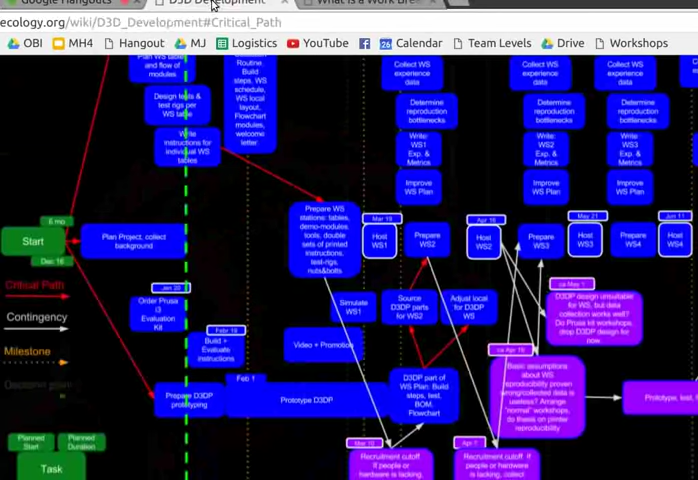 Google Hangouts
D3D Development
What is a Work Brea
ecology.org/wiki/D3D_Development#Critical_Path
OBI
MH4
Hangout
MJ
Logistics
YouTube
Facebook
Calendar
Team Levels
Drive
Workshops
Plan WS table
and flow of
modules
Design tests &
test rigs per
WS table
Write
instructions for
individual WS
tables
Routine.
Build
steps, WS
schedule,
WS local
layout,
Flowchart
modules,
welcome
letter.
Collect WS
experience
data
Determine
reproduction
bottlenecks
Write:
WS1
Exp. &
Metrics
Improve
WS Plan
Collect WS
experience
data
Determine
reproduction
bottlenecks
Write:
WS2
Exp. &
Metrics
Improve
WS Plan
Collect WS
experience
data
Determine
reproduction
bottlenecks
Write:
WS3
Exp. &
Metrics
Improve
WS Plan
6 mo
Start
Dec 16
Plan Project, collect
background
Prepare WS
stations: tables,
demo-modules,
tools, double
sets of printed
instructions,
test-rigs,
nuts&bolts
Mar 19
Host
WS1
Prepare
WS2
Apr 16
Host
WS2
Prepare
WS3
May 21
Host
WS3
Prepare
WS4
Jun 11
Host
WS4
Critical Path
Contingency
Milestone
Decision point
Jan 20
Order Prusa
i3
Evaluation
Kit
Febr 19
Build +
Evaluate
instructions
Simulate
WS1
Video + Promotion
Source
D3DP parts
for WS2
Adjust local
for D3DP
WS
ca May 1
D3DP design unsuitable
for WS, but data
collection works well?
Do Prusa kit workshops,
drop D3DP design for
now.
Prepare D3DP
prototyping
Feb 1
Prototype D3DP
D3DP part of
WS Plan: Build
steps, test,
BOM,
Flowchart
ca Apr 19
Basic assumptions
about WS
reproducibility proven
wrong/collected data is
useless? Arrange
"normal" workshops,
do thesis on printer
reproducibility
Prototype, test,
Planned
Start
Planned
Duration
Task
Mar 10
Recruitment cutoff
If people or
hardware is lacking,
Apr 7
Recruitment cutoff. If
people or hardware
is lacking, collect